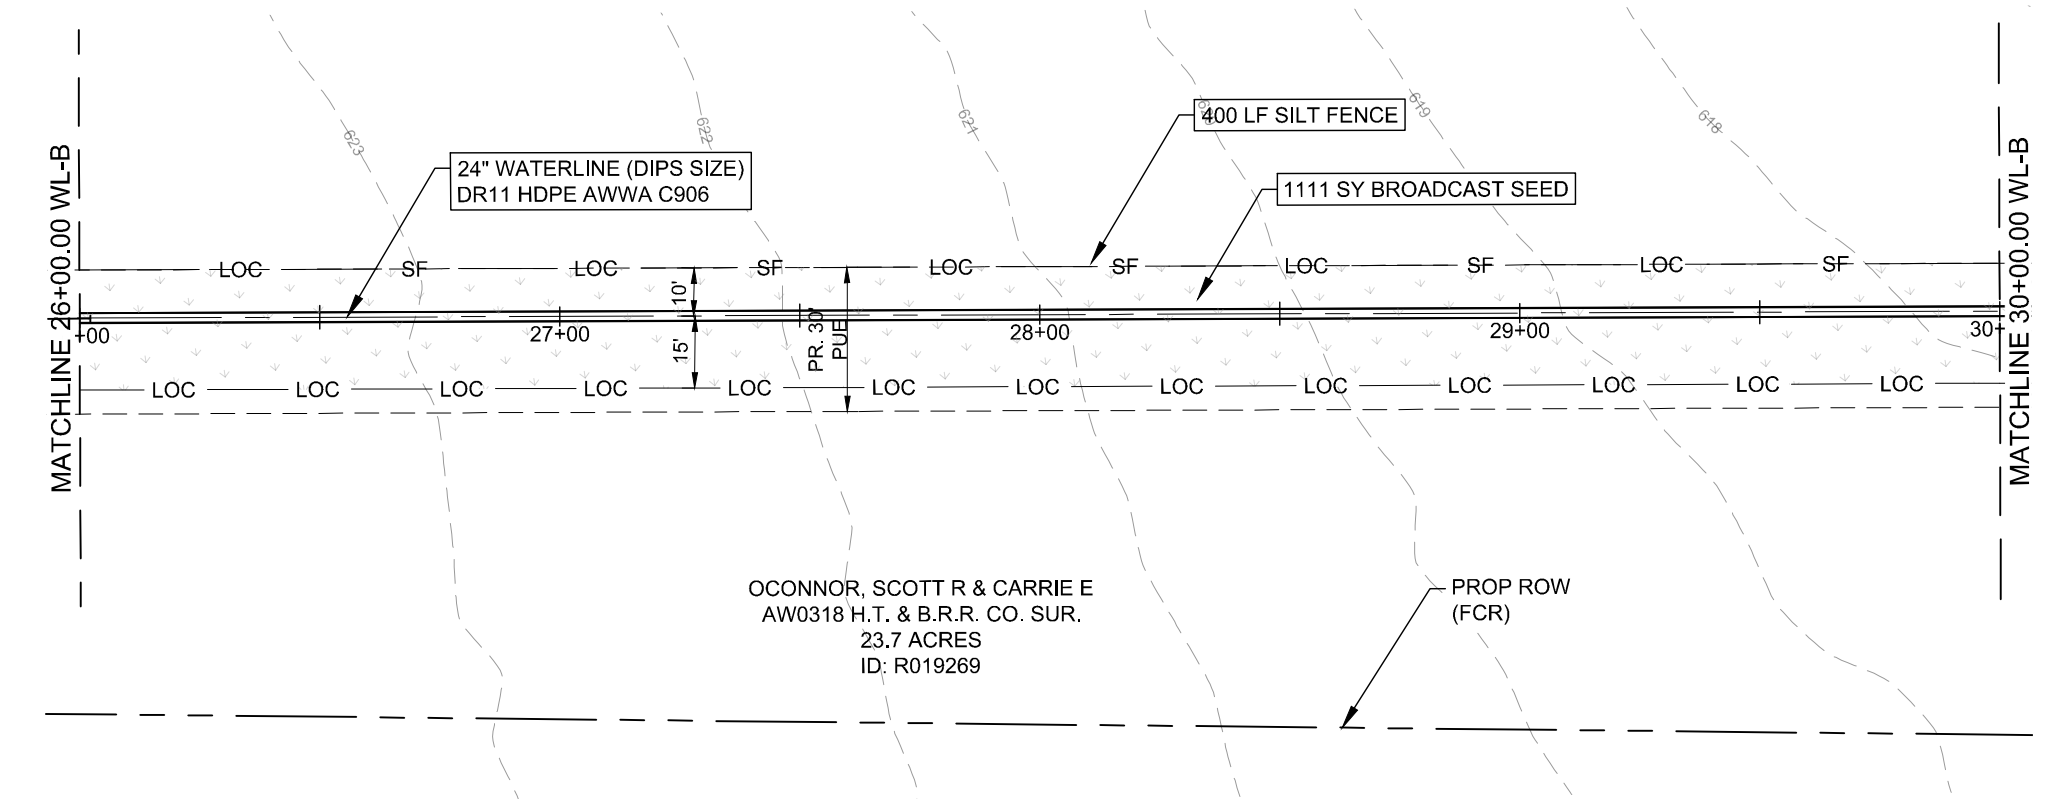 623
622
621
620
619
618
400 LF SILT FENCE
24" WATERLINE (DIPS SIZE)
DR11 HDPE AWWA C906
1111 SY BROADCAST SEED
MATCHLINE 26+00.00 WL-B
MATCHLINE 30+00.00 WL-B
LOC SF LOC SF LOC SF LOC SF LOC SF
10'
15'
PR. 30'
PUE
+00 27+00 28+00 29+00 30+
LOC LOC LOC LOC LOC LOC LOC LOC LOC LOC LOC LOC LOC
OCONNOR, SCOTT R & CARRIE E
AW0318 H.T. & B.R.R. CO. SUR.
23.7 ACRES
ID: R019269
PROP ROW
(FCR)